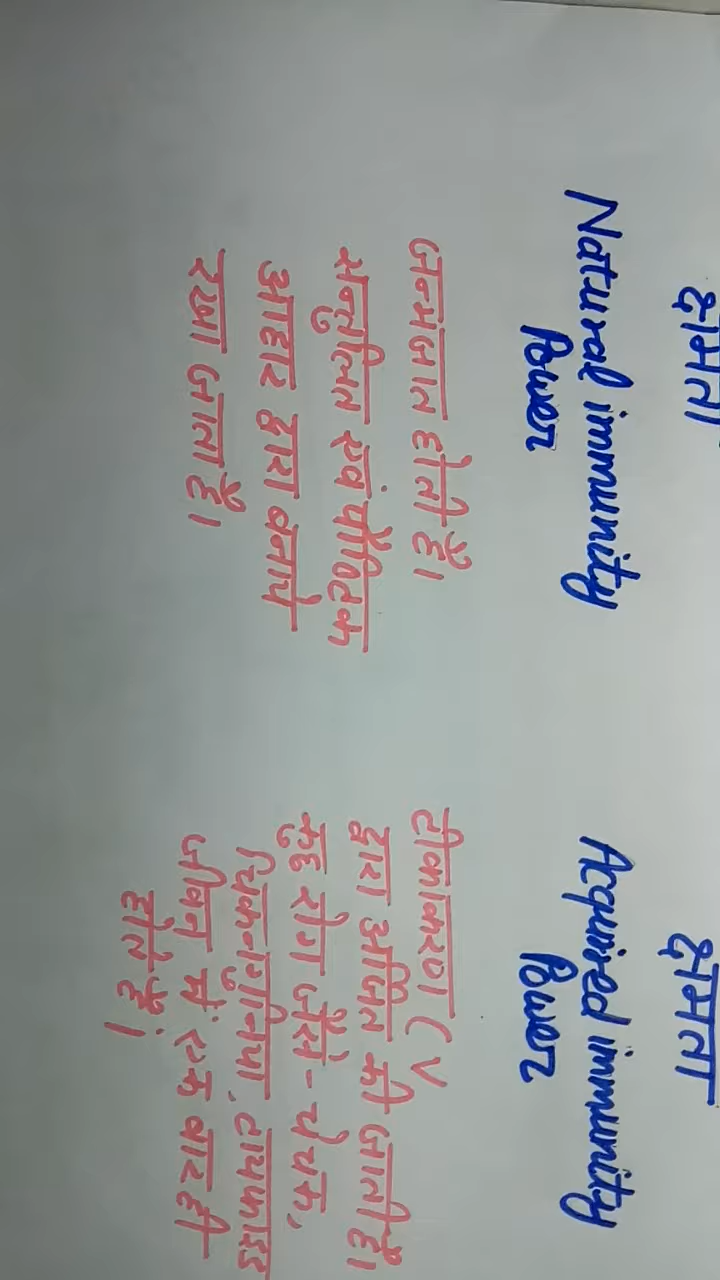 क्षमता
Natural immunity
Power
जन्मजात होती है।
सन्तुलित एवं पौष्टिक
आहार द्वारा बनाये
रखा जाता है।
क्षमता
Acquired immunity
Power
टीकाकरण (V
द्वारा अर्जित की जाती है।
कुछ रोग जैसे - चेचक,
चिकनगुनिया, टायफाइड
जीवन में एक बार ही
होते हैं।